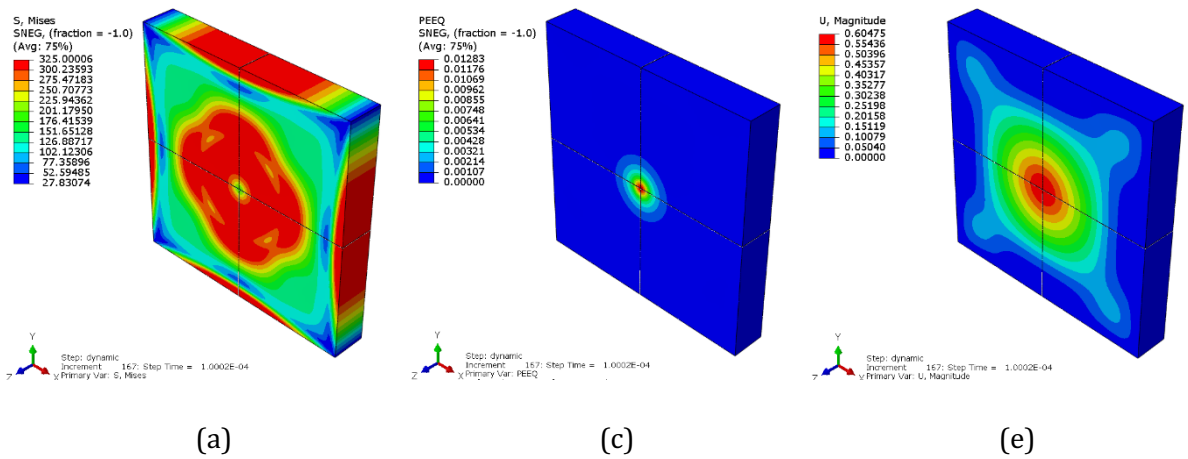 S, Mises
SNEG, (fraction = -1.0)
(Avg: 75%)
325.00006
300.23593
275.47183
250.70773
225.94362
201.17950
176.41539
151.65128
126.88717
102.12306
77.35896
52.59485
27.83074
Y
Z
X
Step: dynamic
Increment 167: Step Time = 1.0002E-04
Primary Var: S, Mises
(a)
PEEQ
SNEG, (fraction = -1.0)
(Avg: 75%)
0.01283
0.01176
0.01069
0.00962
0.00855
0.00748
0.00641
0.00534
0.00428
0.00321
0.00214
0.00107
0.00000
Y
Z
X
Step: dynamic
Increment 167: Step Time = 1.0002E-04
Primary Var: PEEQ
(c)
U, Magnitude
0.60475
0.55436
0.50396
0.45357
0.40317
0.35277
0.30238
0.25198
0.20158
0.15119
0.10079
0.05040
0.00000
Y
Z
X
Step: dynamic
Increment 167: Step Time = 1.0002E-04
Primary Var: U, Magnitude
(e)